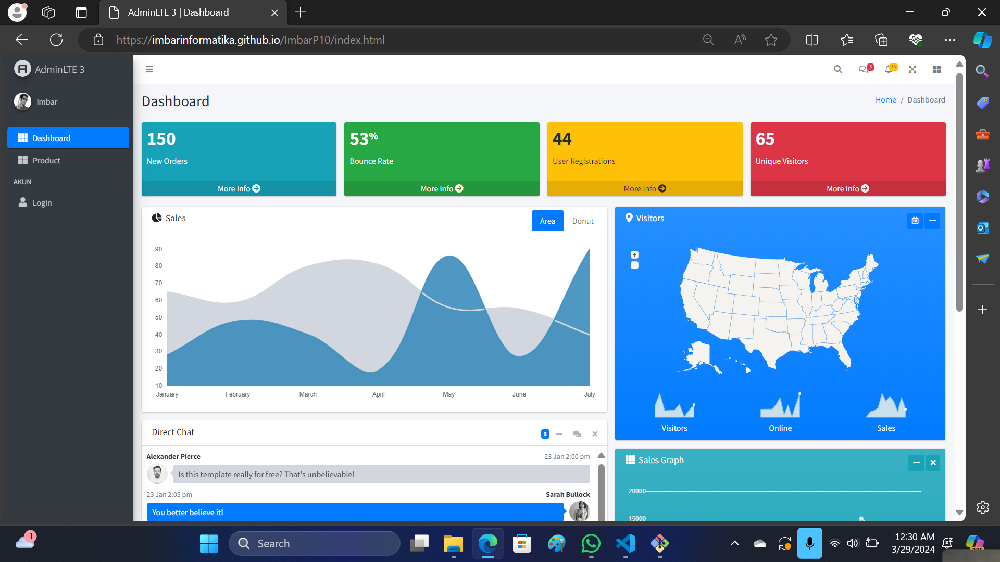 AdminLTE 3 | Dashboard
https://imbarinformatika.github.io/ImbarP10/index.html
AdminLTE 3
3
15
Imbar
Dashboard
Home / Dashboard
Dashboard
Product
AKUN
Login
150
New Orders
More info
53%
Bounce Rate
More info
44
User Registrations
More info
65
Unique Visitors
More info
Sales
Area
Donut
90
80
70
60
50
40
30
20
10
January February March April May June July
Visitors
+
−
Visitors Online Sales
Direct Chat
3
Alexander Pierce 23 Jan 2:00 pm
Is this template really for free? That's unbelievable!
23 Jan 2:05 pm Sarah Bullock
You better believe it!
Sales Graph
20000
15000
1
Search
12:30 AM
3/29/2024